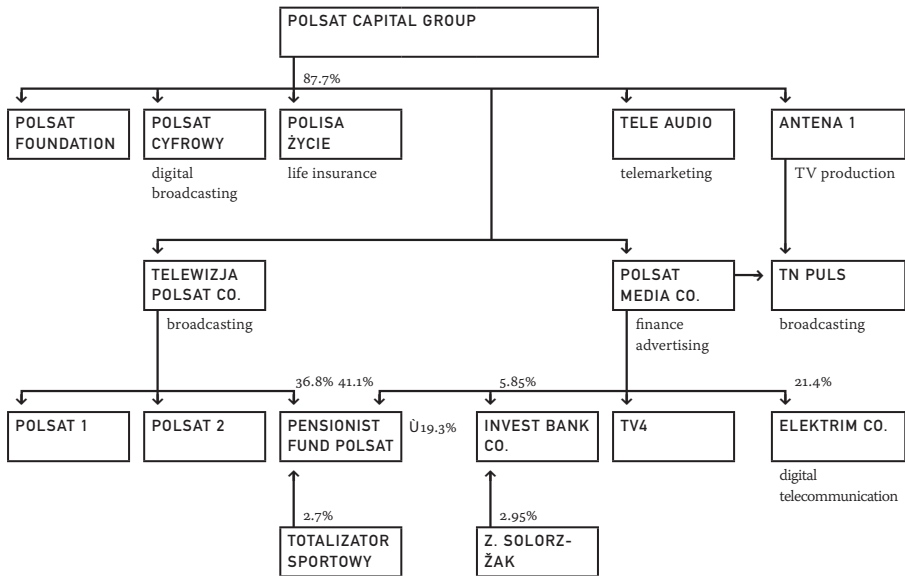 POLSAT CAPITAL GROUP
87.7%
POLSAT
FOUNDATION
POLSAT
CYFROWY
digital
broadcasting
POLISA
ŻYCIE
life insurance
TELE AUDIO
telemarketing
ANTENA 1
TV production
TELEWIZJA
POLSAT CO.
broadcasting
POLSAT
MEDIA CO.
finance
advertising
TN PULS
broadcasting
36.8% 41.1%
5.85%
21.4%
POLSAT 1
POLSAT 2
PENSIONIST
FUND POLSAT
Ù19.3%
INVEST BANK
CO.
TV4
ELEKTRIM CO.
digital
telecommunication
2.7%
TOTALIZATOR
SPORTOWY
2.95%
Z. SOLORZ-
ŽAK